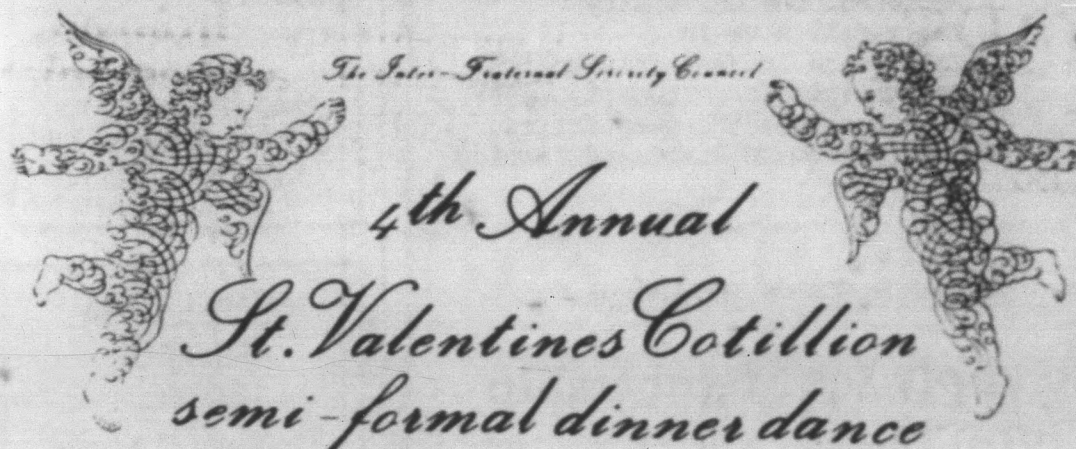 The Inter-Fraternal Sorority Council
4th Annual
St. Valentines Cotillion
semi-formal dinner dance